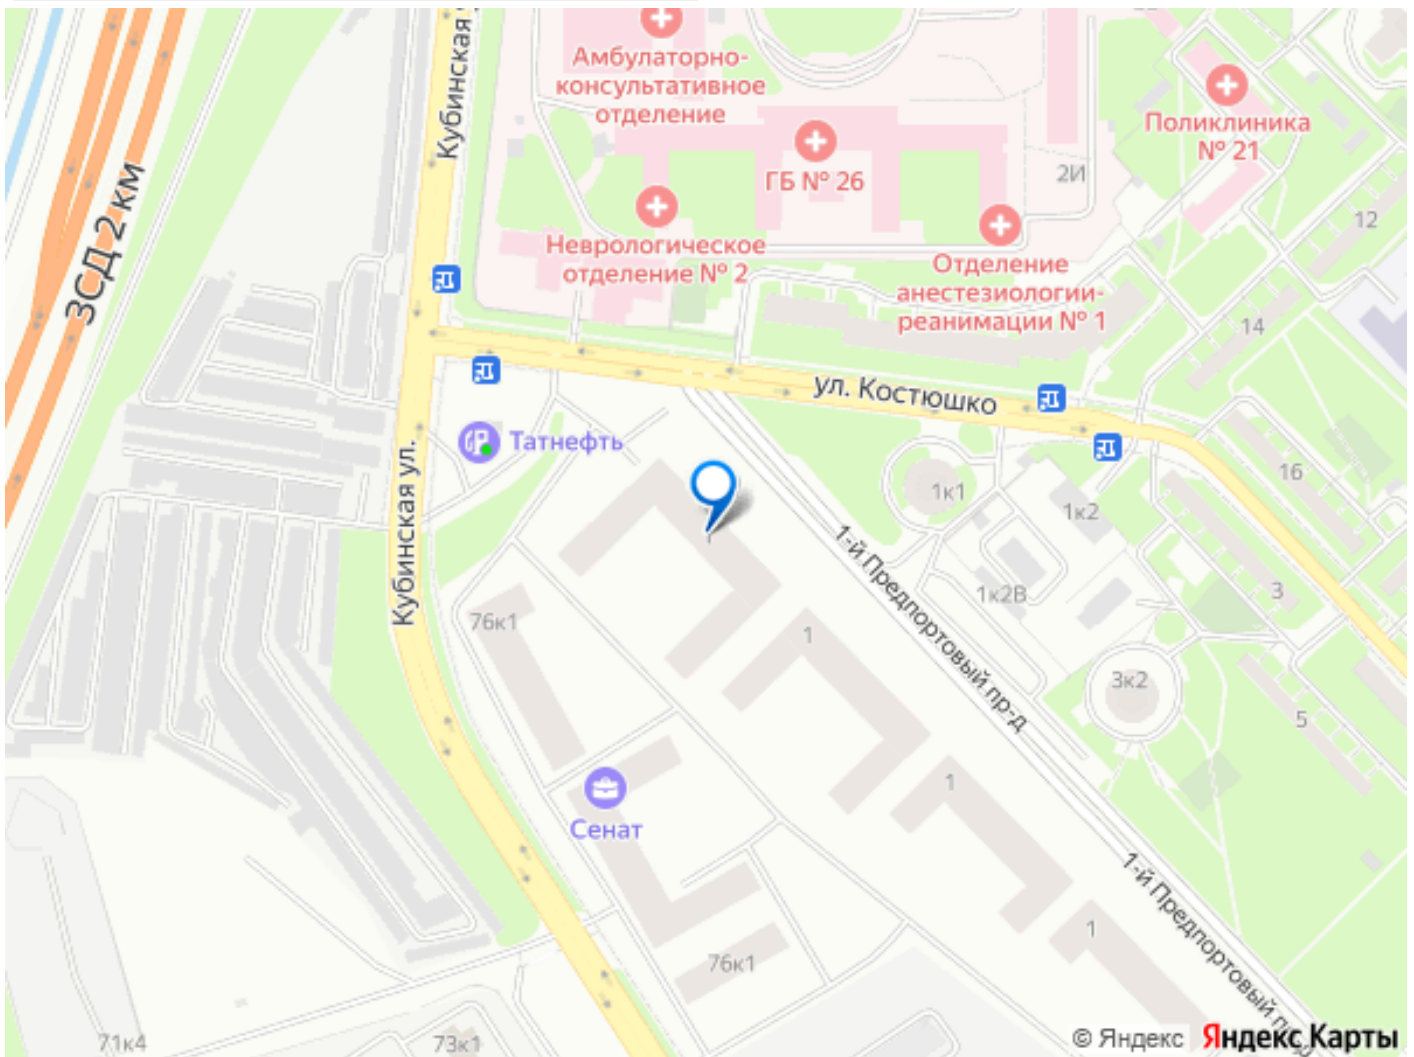 Кубинская у
Амбулаторно-
консультативное
отделение
Поликлиника
№ 21
ГБ № 26
2И
12
ЗСД 2 км
Неврологическое
отделение № 2
Отделение
анестезиологии-
реанимации № 1
14
ул. Костюшко
Татнефть
Кубинская ул.
16
1к1
1к2
1-й Предпортовый пр-д
1к2В
3
76к1
1
1
3к2
5
Сенат
1
1-й Предпортовый пр-д
1
76к1
71к4
73к1
© Яндекс
Яндекс Карты